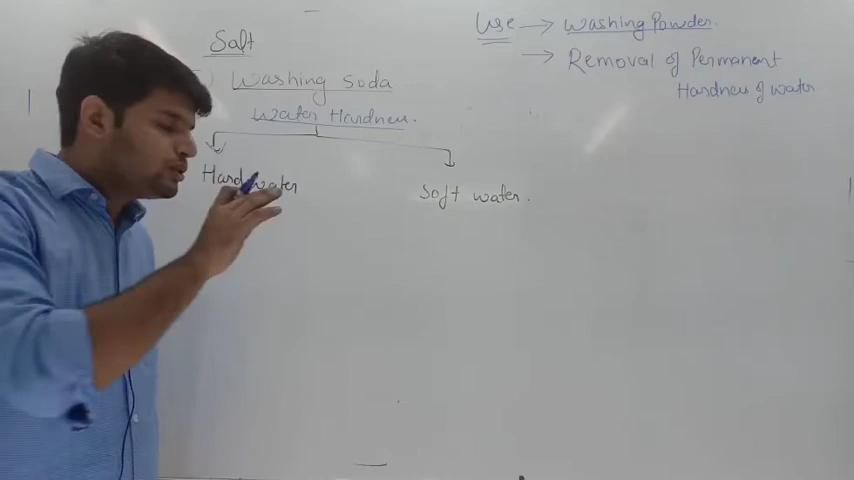 Salt
Washing Soda
Water Hardness.
Hard water
Soft water.
Use → Washing Powder.
→ Removal of Permanent
Hardness of water